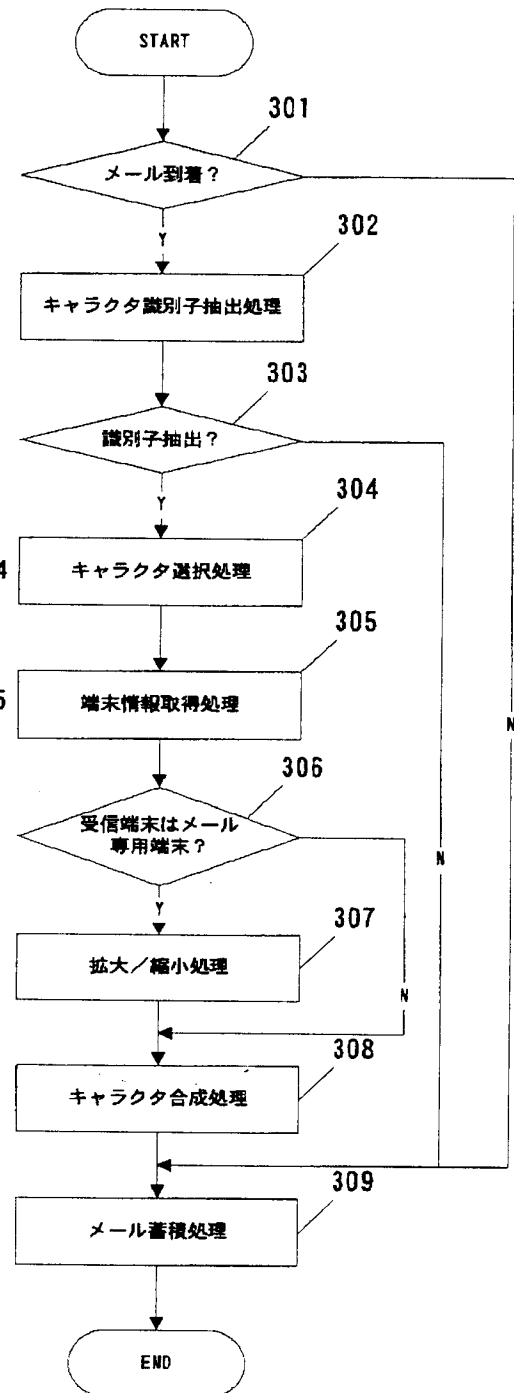 START
301
メール到着？
Y
302
キャラクタ識別子抽出処理
303
識別子抽出？
Y
304
4
キャラクタ選択処理
305
5
端末情報取得処理
N
306
受信端末はメール
専用端末？
N
Y
307
拡大／縮小処理
N
308
キャラクタ合成処理
309
メール蓄積処理
END